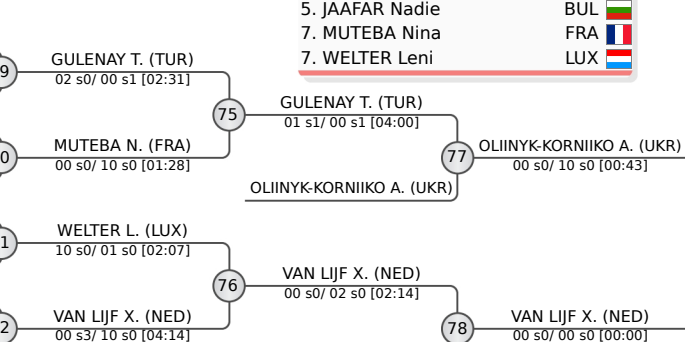 5. JAAFAR Nadie BUL
7. MUTEBA Nina FRA
7. WELTER Leni LUX
9
GULENAY T. (TUR)
02 s0/ 00 s1 [02:31]
75
GULENAY T. (TUR)
01 s1/ 00 s1 [04:00]
0
MUTEBA N. (FRA)
00 s0/ 10 s0 [01:28]
77
OLIINYK-KORNIIKO A. (UKR)
00 s0/ 10 s0 [00:43]
OLIINYK-KORNIIKO A. (UKR)
1
WELTER L. (LUX)
10 s0/ 01 s0 [02:07]
76
VAN LIJF X. (NED)
00 s0/ 02 s0 [02:14]
2
VAN LIJF X. (NED)
00 s3/ 10 s0 [04:14]
78
VAN LIJF X. (NED)
00 s0/ 00 s0 [00:00]